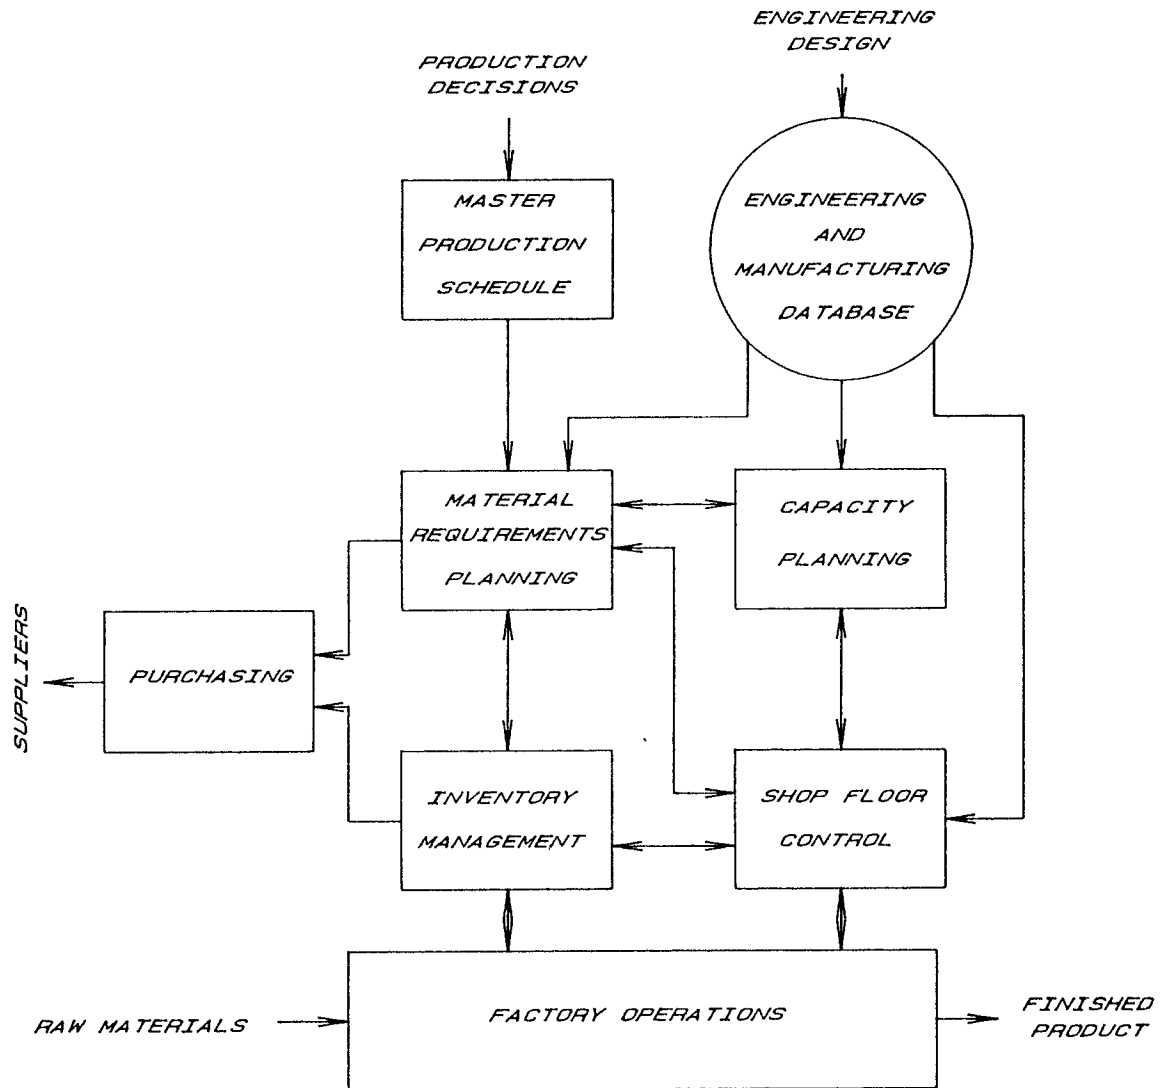 ENGINEERING
DESIGN
PRODUCTION
DECISIONS
MASTER
PRODUCTION
SCHEDULE
ENGINEERING
AND
MANUFACTURING
DATABASE
MATERIAL
REQUIREMENTS
PLANNING
CAPACITY
PLANNING
SUPPLIERS
PURCHASING
INVENTORY
MANAGEMENT
SHOP FLOOR
CONTROL
RAW MATERIALS
FACTORY OPERATIONS
FINISHED
PRODUCT